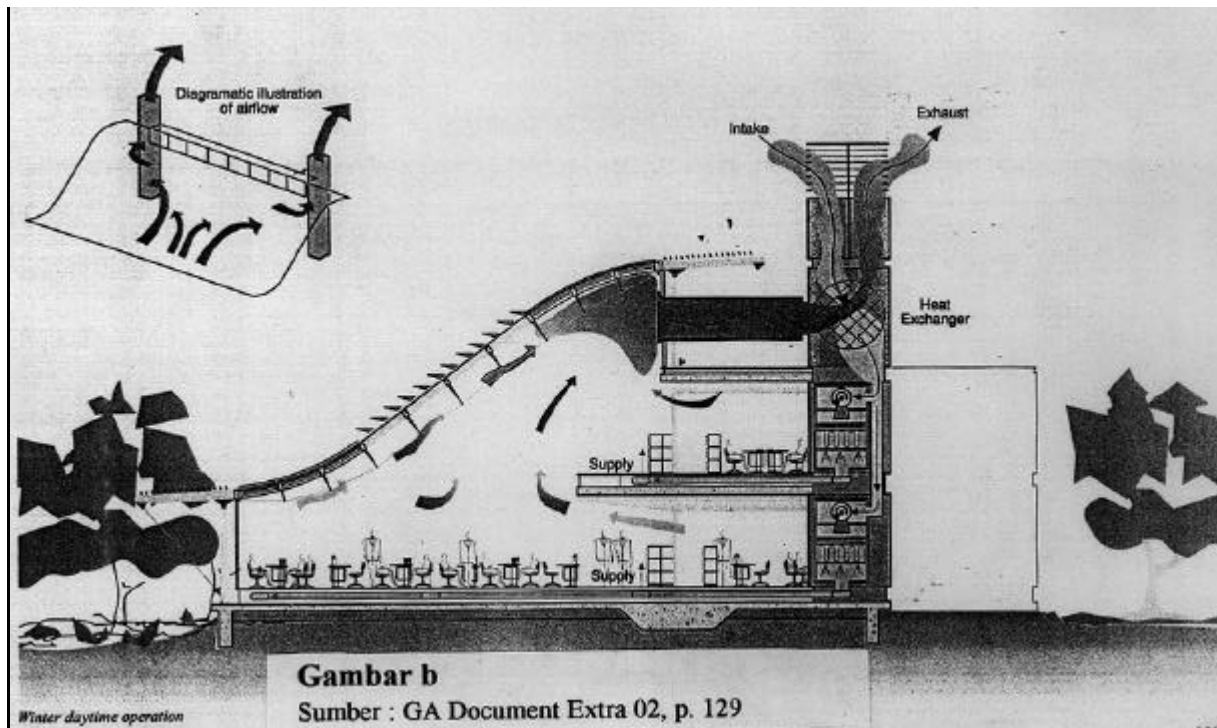 Diagramatic illustration
of airflow
Intake
Exhaust
Heat
Exchanger
Supply
Supply
Gambar b
Sumber : GA Document Extra 02, p. 129
Winter daytime operation